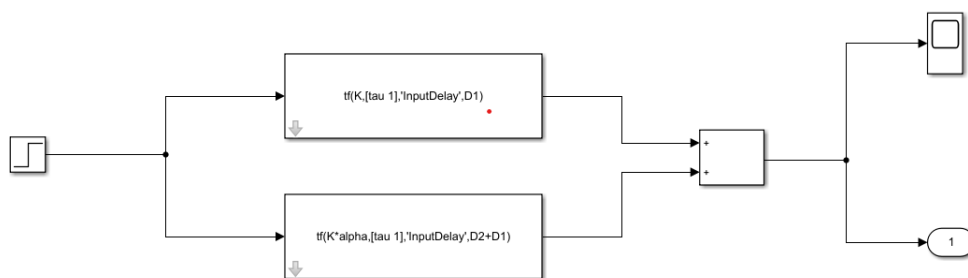 tf(K,[tau 1],'InputDelay',D1)
+
+
tf(K*alpha,[tau 1],'InputDelay',D2+D1)
1